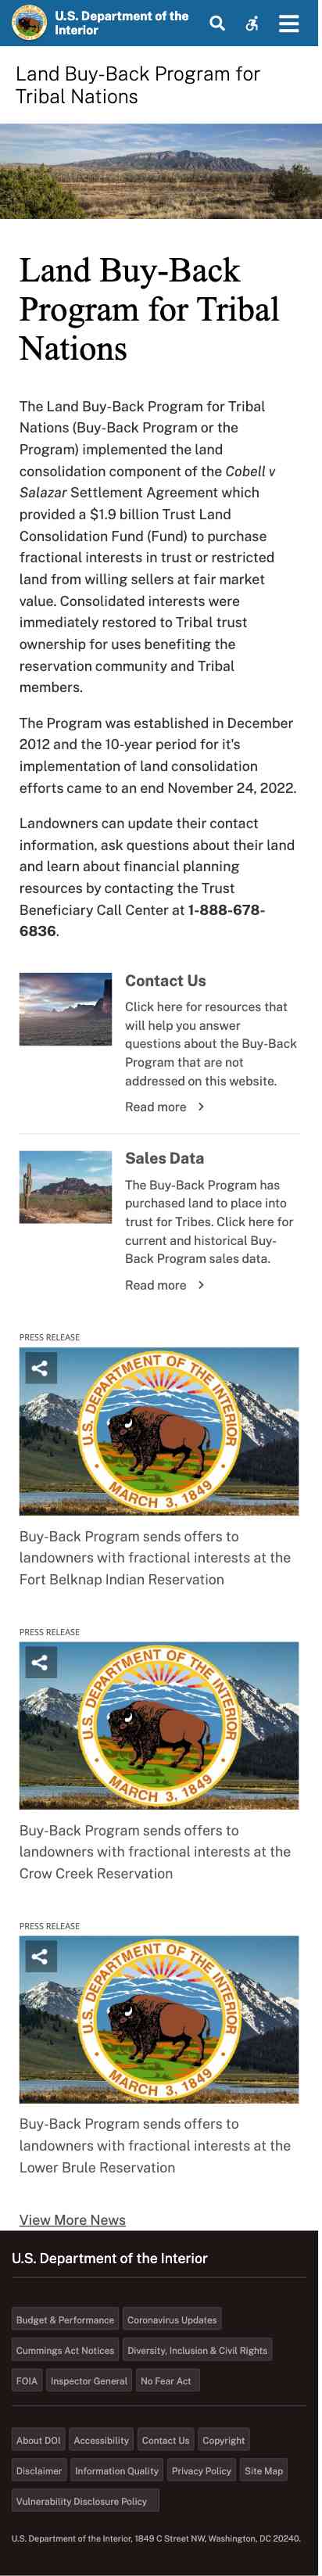 U.S. Department of the
Interior
Land Buy-Back Program for
Tribal Nations
Land Buy-Back
Program for Tribal
Nations
The Land Buy-Back Program for Tribal
Nations (Buy-Back Program or the
Program) implemented the land
consolidation component of the Cobell v
Salazar Settlement Agreement which
provided a $1.9 billion Trust Land
Consolidation Fund (Fund) to purchase
fractional interests in trust or restricted
land from willing sellers at fair market
value. Consolidated interests were
immediately restored to Tribal trust
ownership for uses benefiting the
reservation community and Tribal
members.
The Program was established in December
2012 and the 10-year period for it's
implementation of land consolidation
efforts came to an end November 24, 2022.
Landowners can update their contact
information, ask questions about their land
and learn about financial planning
resources by contacting the Trust
Beneficiary Call Center at 1-888-678-
6836.
Contact Us
Click here for resources that
will help you answer
questions about the Buy-Back
Program that are not
addressed on this website.
Read more
Sales Data
The Buy-Back Program has
purchased land to place into
trust for Tribes. Click here for
current and historical Buy-
Back Program sales data.
Read more
PRESS RELEASE
U.S. DEPARTMENT OF THE INTERIOR
MARCH 3, 1849
Buy-Back Program sends offers to
landowners with fractional interests at the
Fort Belknap Indian Reservation
PRESS RELEASE
U.S. DEPARTMENT OF THE INTERIOR
MARCH 3, 1849
Buy-Back Program sends offers to
landowners with fractional interests at the
Crow Creek Reservation
PRESS RELEASE
U.S. DEPARTMENT OF THE INTERIOR
MARCH 3, 1849
Buy-Back Program sends offers to
landowners with fractional interests at the
Lower Brule Reservation
View More News
U.S. Department of the Interior
Budget & Performance Coronavirus Updates
Cummings Act Notices Diversity, Inclusion & Civil Rights
FOIA Inspector General No Fear Act
About DOI Accessibility Contact Us Copyright
Disclaimer Information Quality Privacy Policy Site Map
Vulnerability Disclosure Policy
U.S. Department of the Interior, 1849 C Street NW, Washington, DC 20240.